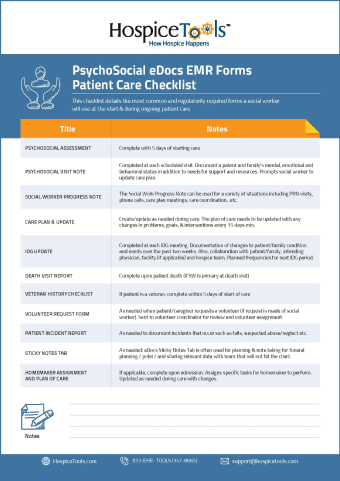 HospiceTools™
How Hospice Happens
PsychoSocial eDocs EMR Forms
Patient Care Checklist
This checklist details the most common and regulatorily required forms a social worker
will use at the start & during ongoing patient care
Title Notes
PSYCHOSOCIAL ASSESSMENT Complete with 5 days of starting care
PSYCHOSOCIAL VISIT NOTE Completed at each scheduled visit. Document a patient and family's mental, emotional and
behavioral status in addition to needs for support and resources. Prompts social worker to
update care plan.
SOCIAL WORKER PROGRESS NOTE The Social Work Progress Note can be used for a variety of situations including PRN visits,
phone calls, care plan meetings, care coordination, etc.
CARE PLAN & UPDATE Create/update as needed during care. The plan of care needs to be updated with any
changes in problems, goals, & interventions every 15 days min.
IDG UPDATE Completed at each IDG meeting. Documentation of changes to patient/family condition
and needs over the past two weeks. Also, collaboration with patient/family, attending
physician, facility (if applicable) and hospice team. Planned frequencies for next IDG period.
DEATH VISIT REPORT Complete upon patient death (if SW is primary at death visit)
VETERAN HISTORY CHECKLIST If patient is a veteran, complete within 5 days of start of care
VOLUNTEER REQUEST FORM As needed when patient/caregiver requests a volunteer (if request is made of social
worker). Sent to volunteer coordinator for review and volunteer assignment
PATIENT INCIDENT REPORT As needed to document incidents that occur such as falls, suspected abuse/neglect etc.
STICKY NOTES TAB As needed: eDocs Sticky Notes Tab is often used for planning & note taking for funeral
planning / polst / and sharing relevant data with team that will not hit the chart.
HOMEMAKER ASSIGNMENT
AND PLAN OF CARE If applicable, complete upon admission. Assigns specific tasks for homemaker to perform.
Updated as needed during care with changes.
Notes
HospiceTools.com 833-EMR-TOOLS (367-8665) support@hospicetools.com